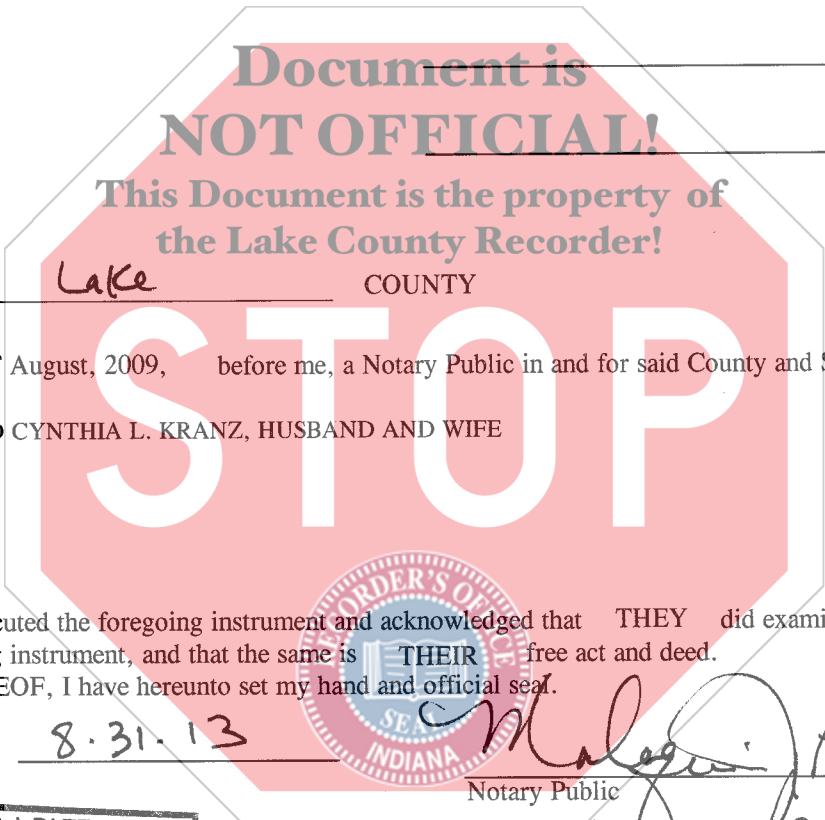 Document is
NOT OFFICIAL!
This Document is the property of
the Lake County Recorder!
Lake COUNTY
August, 2009, before me, a Notary Public in and for said County and
CYNTHIA L. KRANZ, HUSBAND AND WIFE
STOP
cuted the foregoing instrument and acknowledged that THEY did exami
instrument, and that the same is THEIR free act and deed.
EOF, I have hereunto set my hand and official seal.
RECORDER'S OFFICE
SEAL
INDIANA
8.31.13
Notary Public